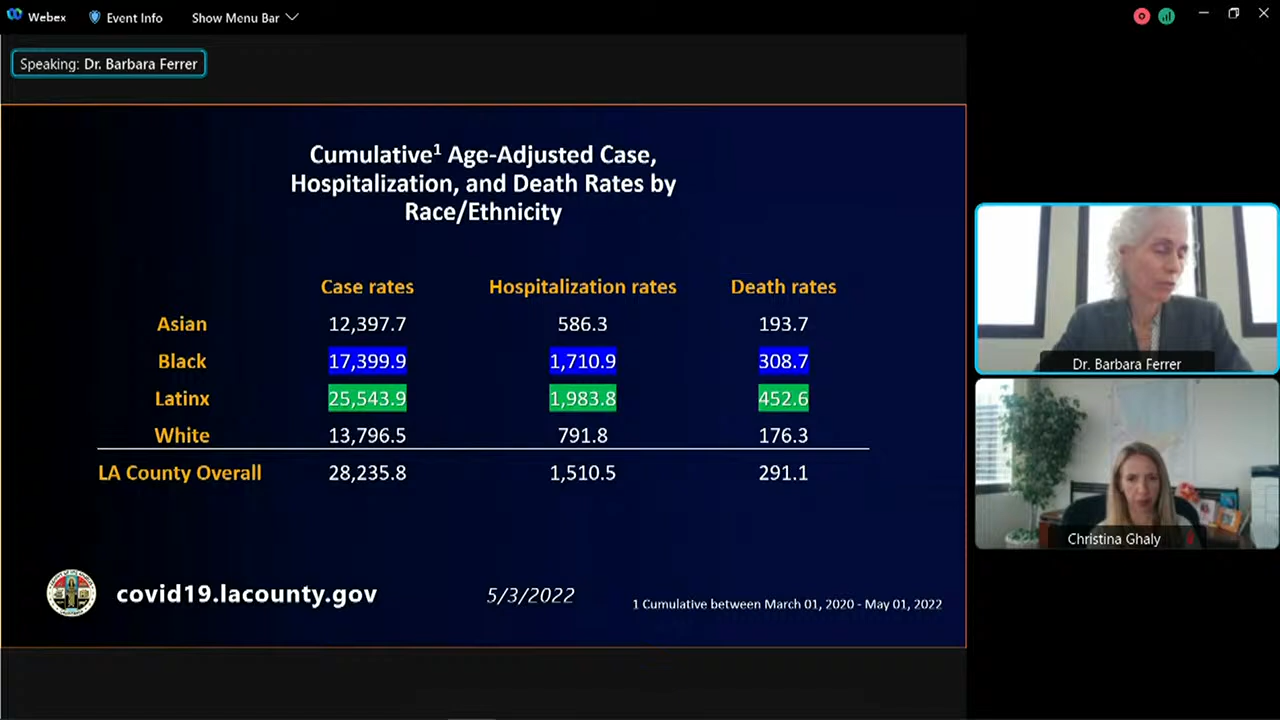 Webex Event Info Show Menu Bar
Speaking: Dr. Barbara Ferrer
Cumulative¹ Age-Adjusted Case,
Hospitalization, and Death Rates by
Race/Ethnicity
Case rates Hospitalization rates Death rates
Asian 12,397.7 586.3 193.7
Black 17,399.9 1,710.9 308.7
Latinx 25,543.9 1,983.8 452.6
White 13,796.5 791.8 176.3
LA County Overall 28,235.8 1,510.5 291.1
covid19.lacounty.gov 5/3/2022 1 Cumulative between March 01, 2020 - May 01, 2022
Dr. Barbara Ferrer
Christina Ghaly